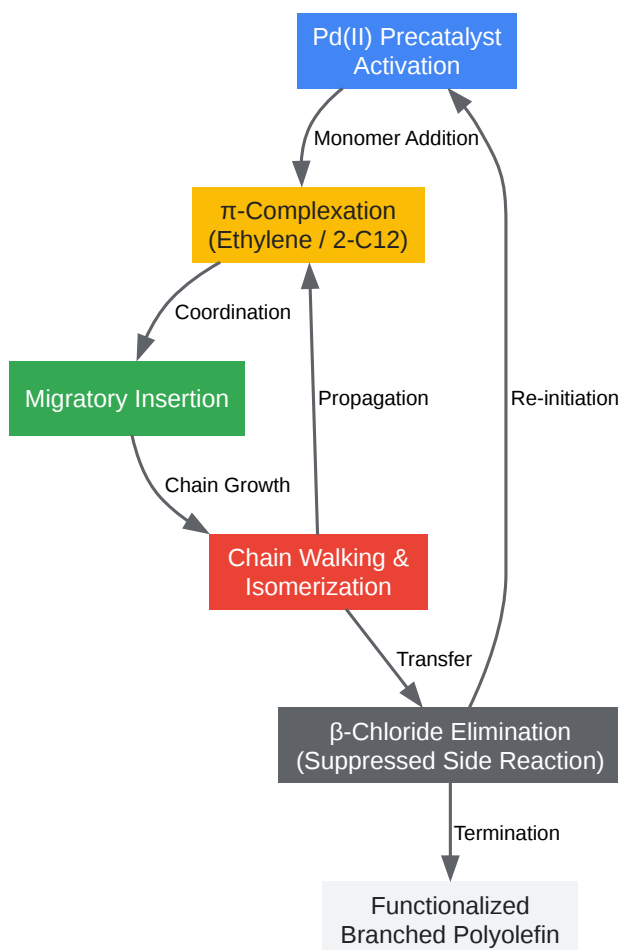 Pd(II) Precatalyst
Activation
Monomer Addition
π-Complexation
(Ethylene / 2-C12)
Coordination
Migratory Insertion
Propagation
Re-initiation
Chain Growth
Chain Walking &
Isomerization
Transfer
β-Chloride Elimination
(Suppressed Side Reaction)
Termination
Functionalized
Branched Polyolefin